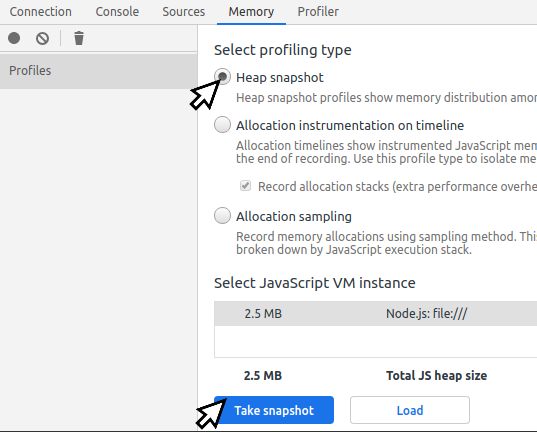 Connection Console Sources Memory Profiler
Profiles
Select profiling type
Heap snapshot
Heap snapshot profiles show memory distribution amon
Allocation instrumentation on timeline
Allocation timelines show instrumented JavaScript mem
the end of recording. Use this profile type to isolate me
Record allocation stacks (extra performance overhe
Allocation sampling
Record memory allocations using sampling method. This
broken down by JavaScript execution stack.
Select JavaScript VM instance
2.5 MB Node.js: file:///
2.5 MB Total JS heap size
Take snapshot Load